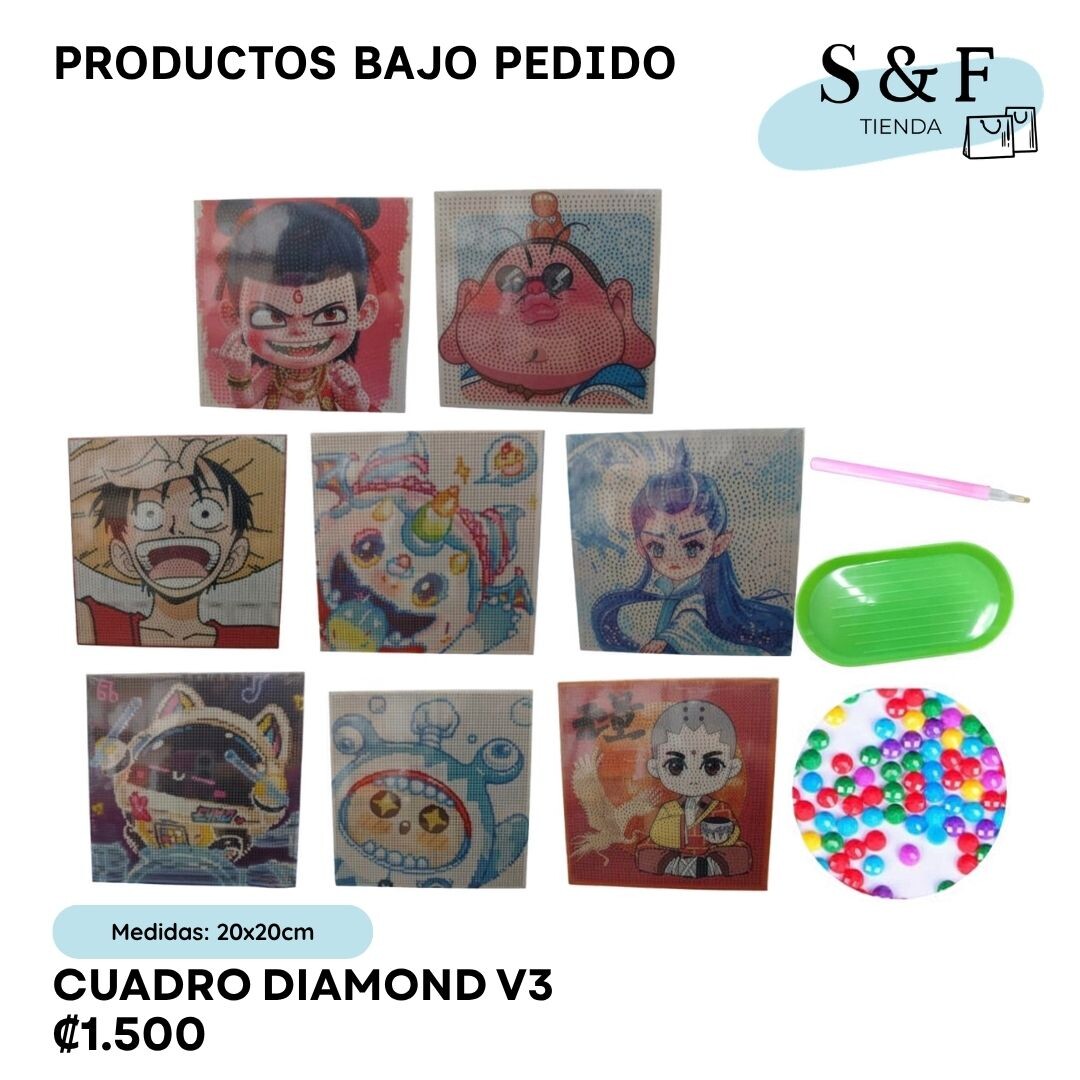 PRODUCTOS BAJO PEDIDO
S & F
TIENDA
Medidas: 20x20cm
CUADRO DIAMOND V3
₡1.500